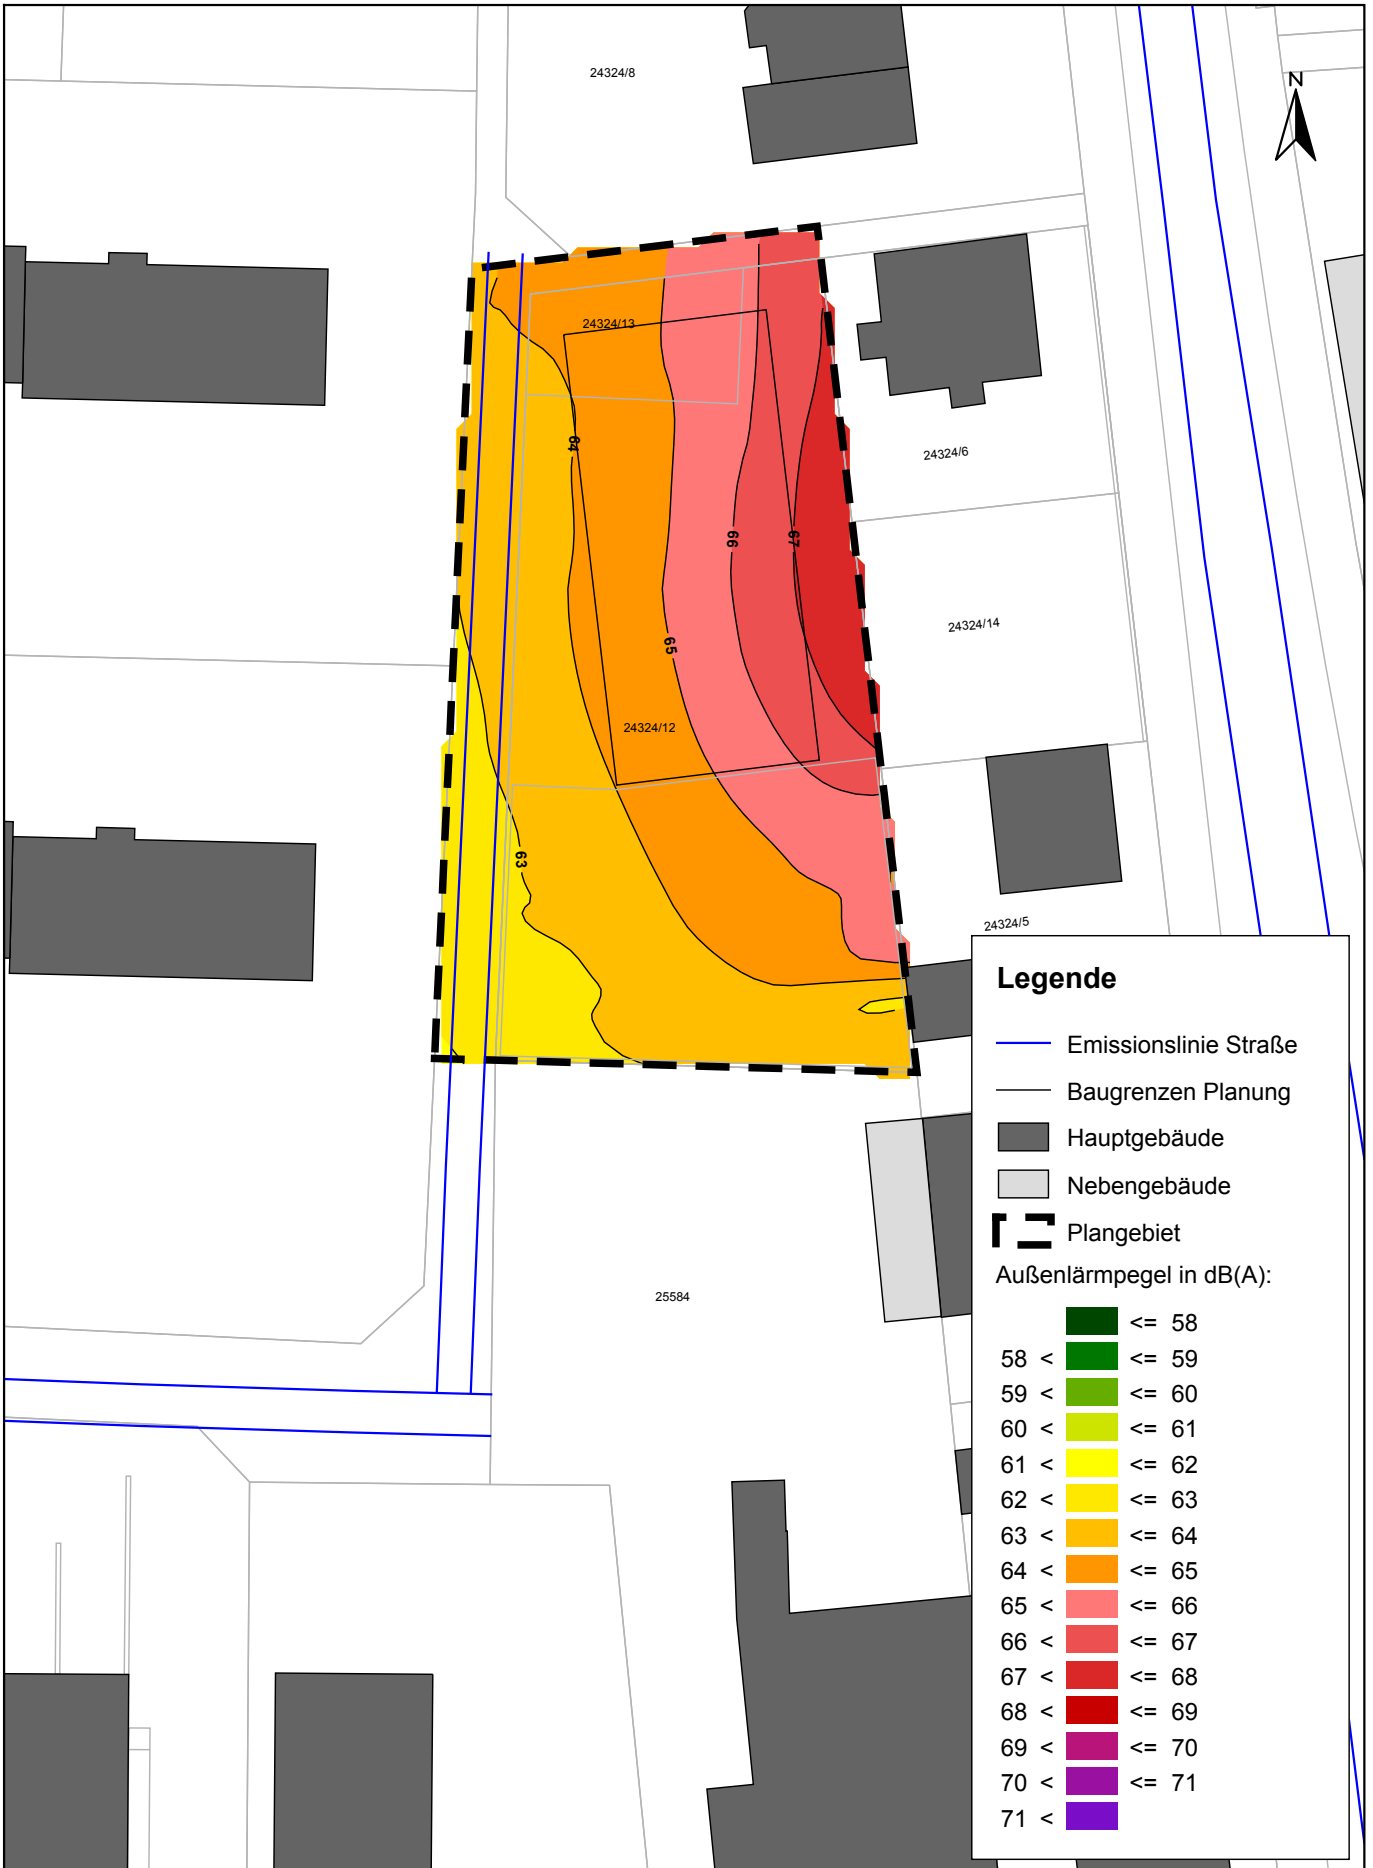 24324/8
N
24324/13
64
24324/6
66
67
24324/14
65
24324/12
63
24324/5
25584
Legende
Emissionslinie Straße
Baugrenzen Planung
Hauptgebäude
Nebengebäude
Plangebiet
Außenlärmpegel in dB(A):
<= 58
58 < <= 59
59 < <= 60
60 < <= 61
61 < <= 62
62 < <= 63
63 < <= 64
64 < <= 65
65 < <= 66
66 < <= 67
67 < <= 68
68 < <= 69
69 < <= 70
70 < <= 71
71 <